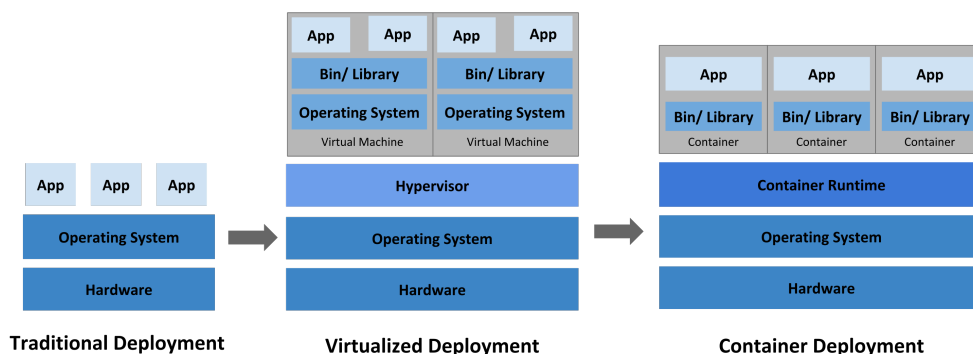 App
App
App
Operating System
Hardware
Traditional Deployment
App
App
Bin/ Library
Operating System
Virtual Machine
App
App
Bin/ Library
Operating System
Virtual Machine
Hypervisor
Operating System
Hardware
Virtualized Deployment
App
Bin/ Library
Container
App
Bin/ Library
Container
App
Bin/ Library
Container
Container Runtime
Operating System
Hardware
Container Deployment